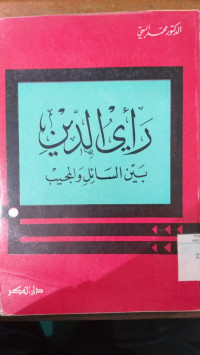 الدكتور محمد البهي
رأي الدين
بين السائل والمجيب
دار الفكر